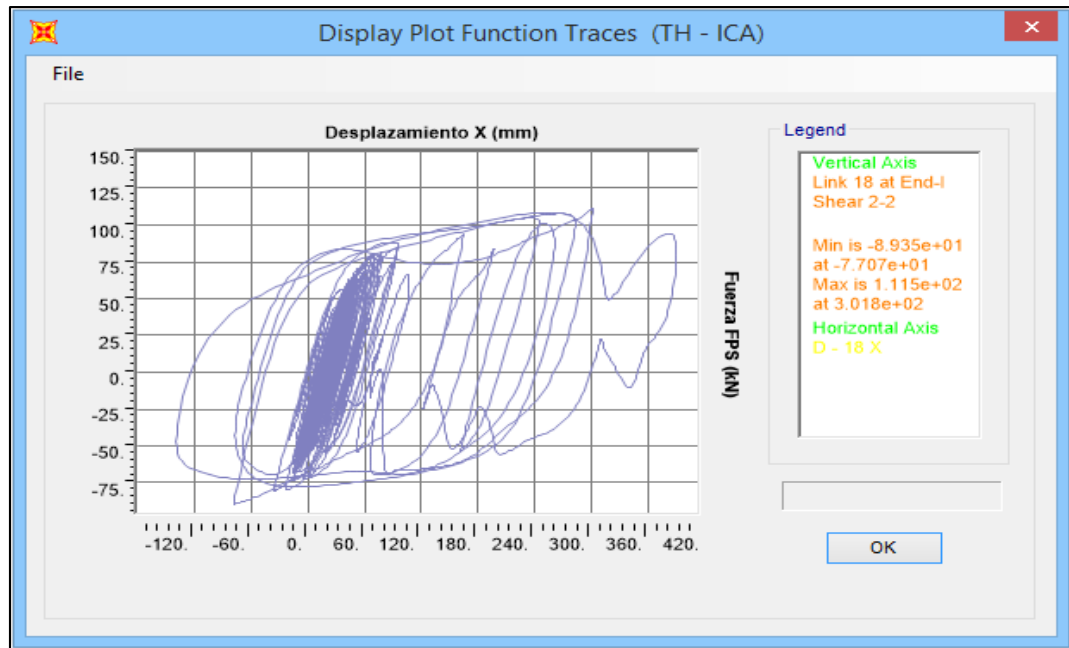 Display Plot Function Traces (TH - ICA)
File
Desplazamiento X (mm)
150.
125.
100.
75.
50.
25.
0.
-25.
-50.
-75.
-120. -60. 0. 60. 120. 180. 240. 300. 360. 420.
Fuerza FPS (kN)
Legend
Vertical Axis
Link 18 at End-I
Shear 2-2
Min is -8.935e+01
at -7.707e+01
Max is 1.115e+02
at 3.018e+02
Horizontal Axis
D - 18 X
OK